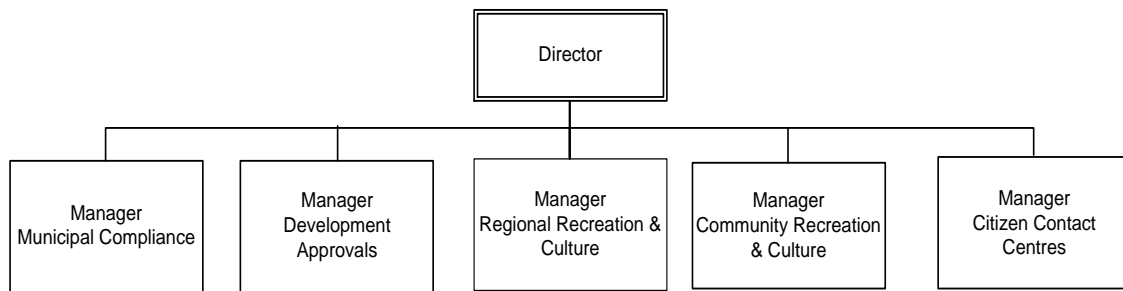 Director
Manager
Municipal Compliance
Manager
Development
Approvals
Manager
Regional Recreation &
Culture
Manager
Community Recreation
& Culture
Manager
Citizen Contact
Centres